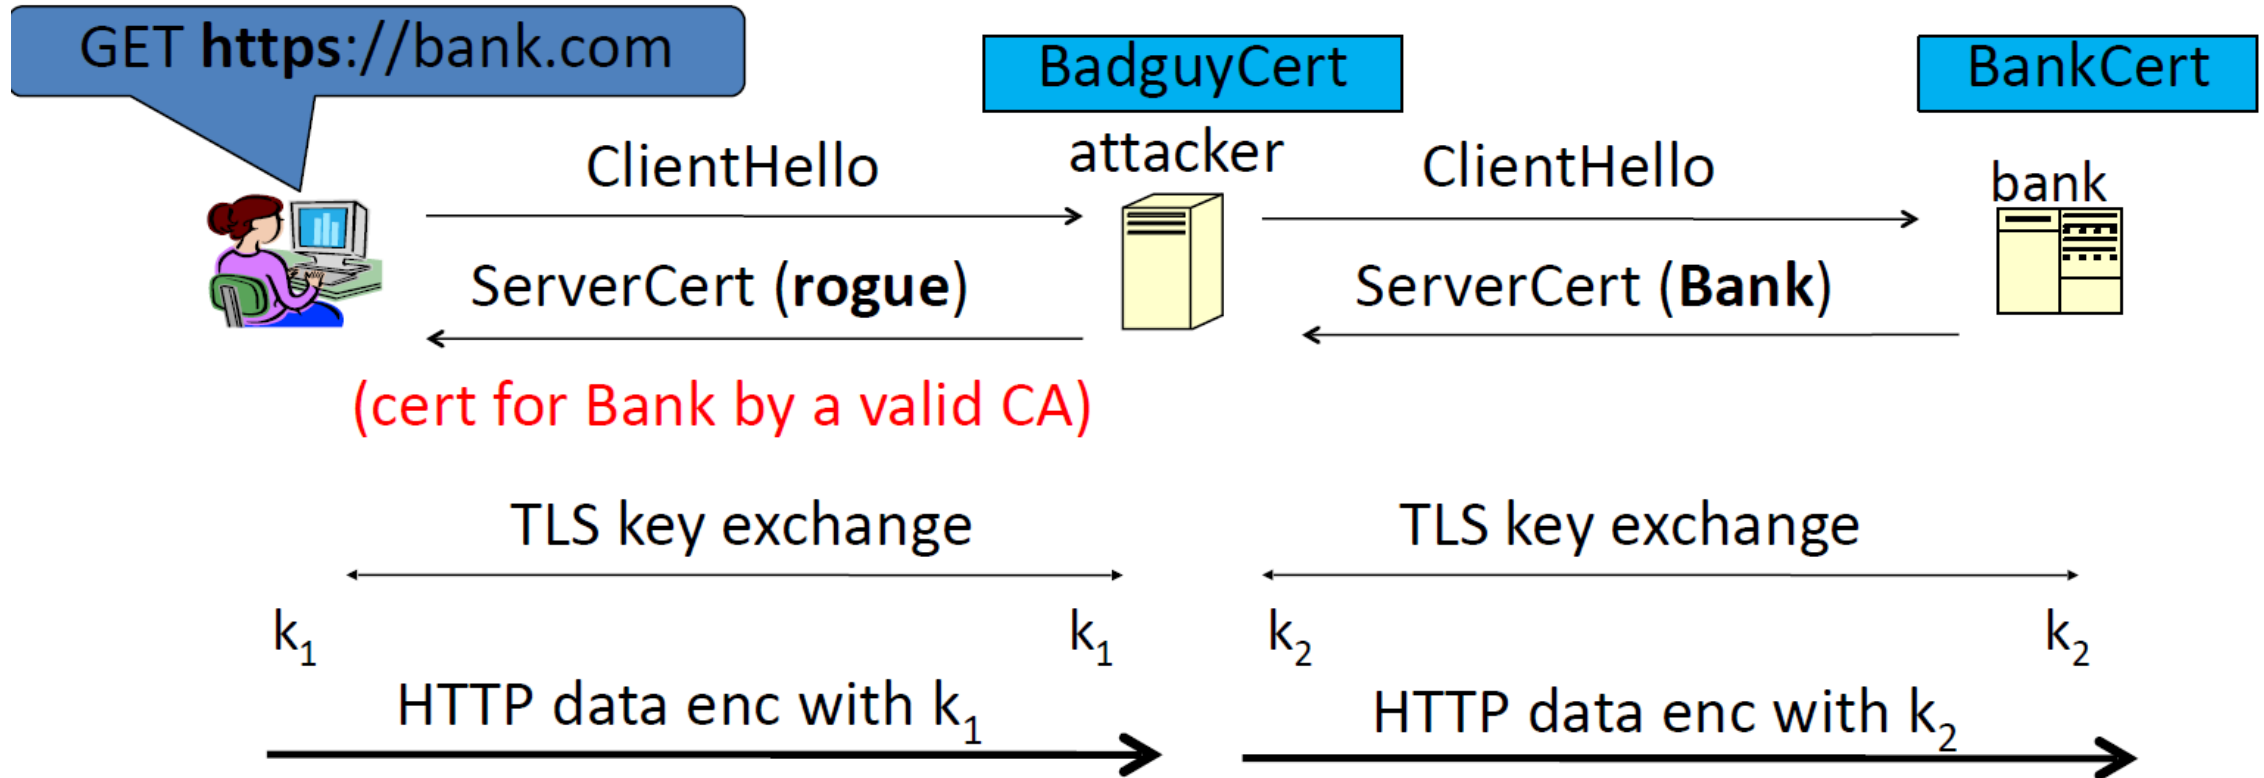 GET https://bank.com
BadguyCert
BankCert
attacker
bank
ClientHello
ClientHello
ServerCert (rogue)
ServerCert (Bank)
(cert for Bank by a valid CA)
TLS key exchange
TLS key exchange
k₁
k₁
k₂
k₂
HTTP data enc with k₁
HTTP data enc with k₂